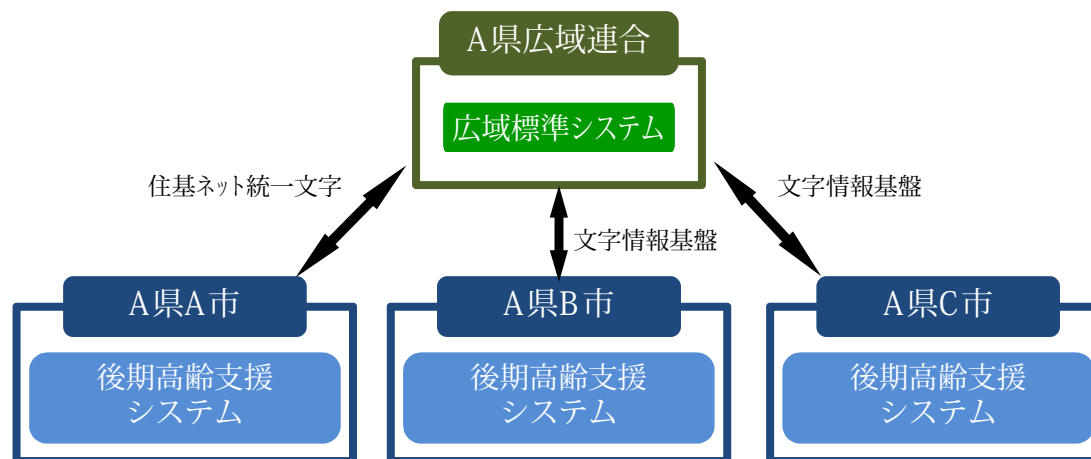 A県広域連合
広域標準システム
住基ネット統一文字
文字情報基盤
文字情報基盤
A県A市
A県B市
A県C市
後期高齢支援
システム
後期高齢支援
システム
後期高齢支援
システム